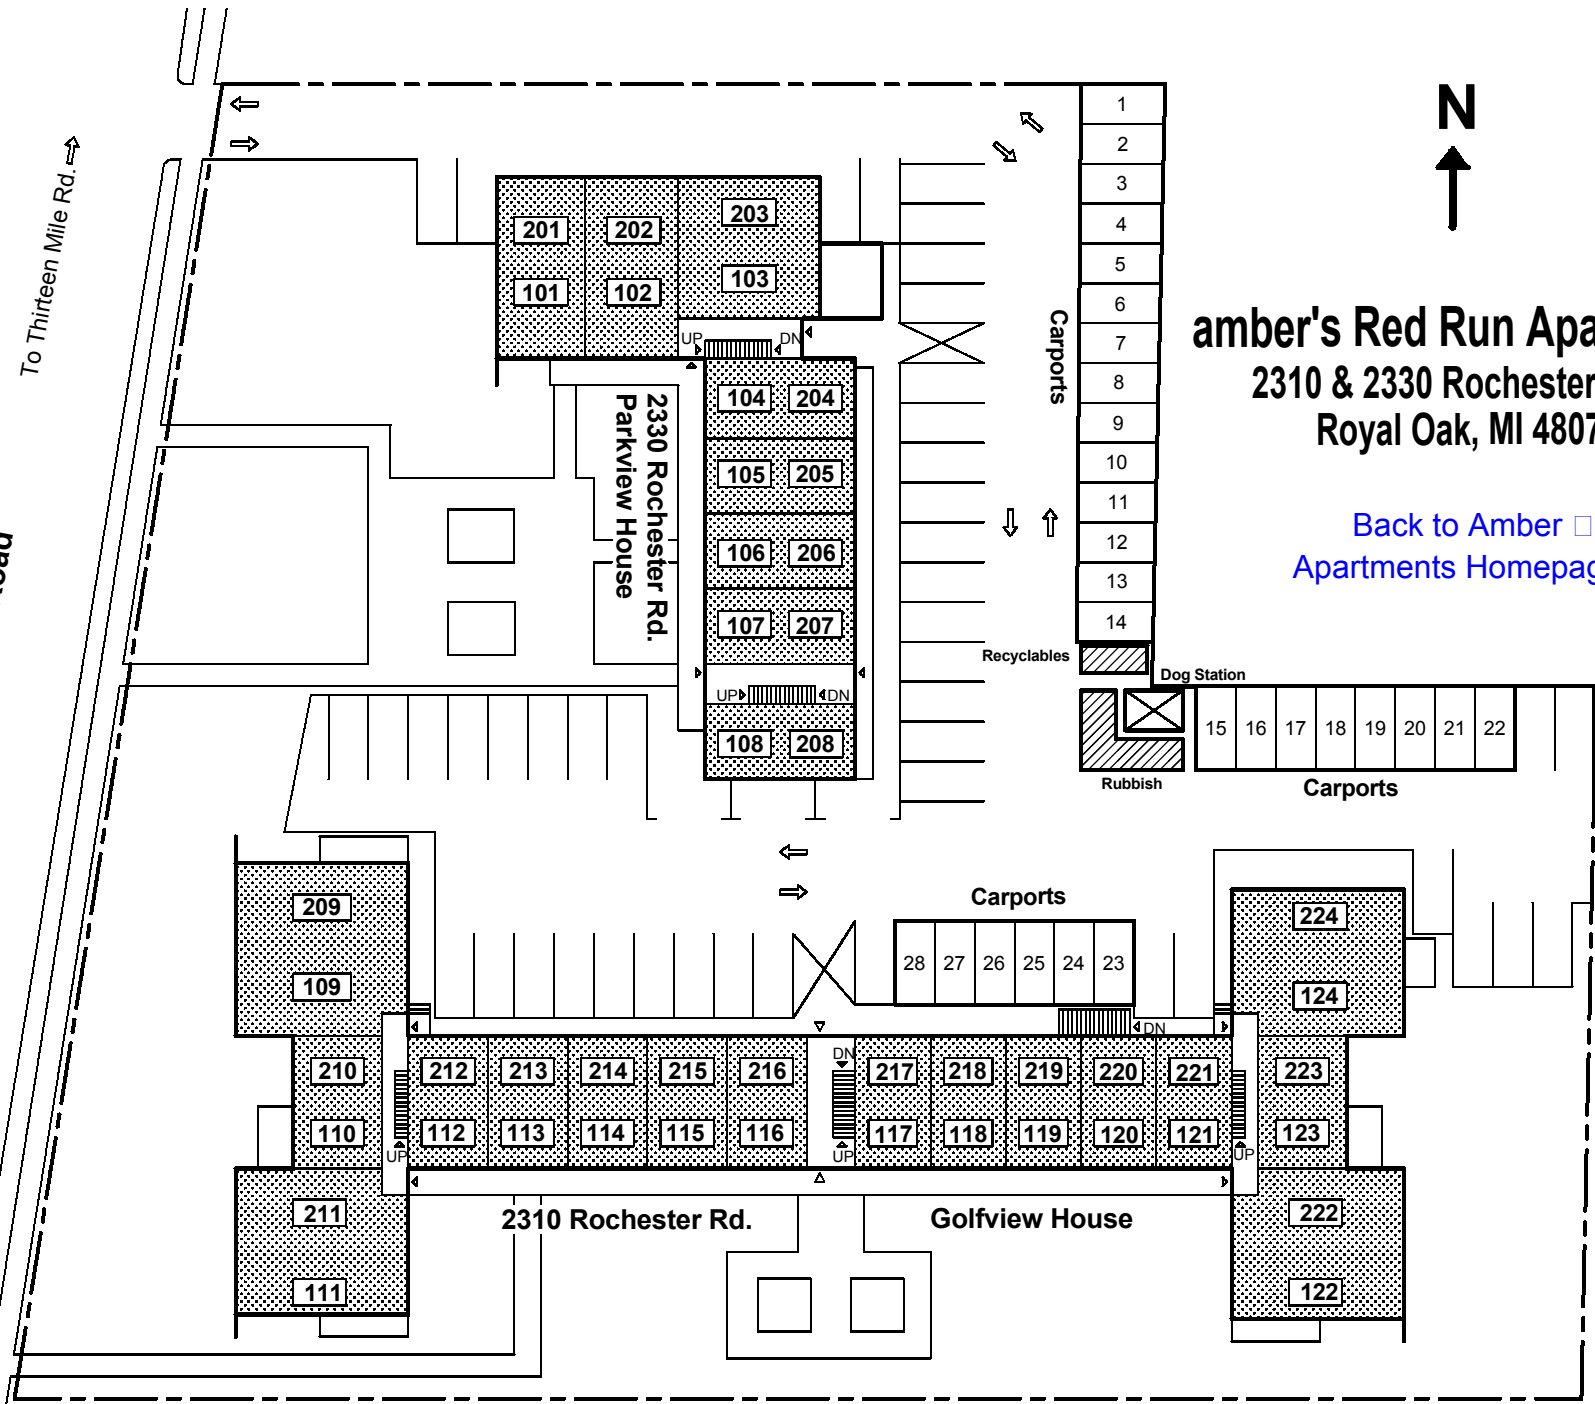 N
To Thirteen Mile Rd.
amber's Red Run Apa
2310 & 2330 Rochester
Royal Oak, MI 4807
Back to Amber
Apartments Homepag
1
2
3
4
5
6
7
8
9
10
11
12
13
14
Carports
201 202 203
101 102 103
UP DN
104 204
105 205
106 206
107 207
UP DN
108 208
2330 Rochester Rd.
Parkview House
Recyclables
Dog Station
Rubbish
15 16 17 18 19 20 21 22
Carports
Carports
28 27 26 25 24 23
DN
209
109
224
124
210 212 213 214 215 216 DN 217 218 219 220 221 223
110 112 113 114 115 116 117 118 119 120 121 123
UP UP UP
211
111
222
122
2310 Rochester Rd.
Golfview House